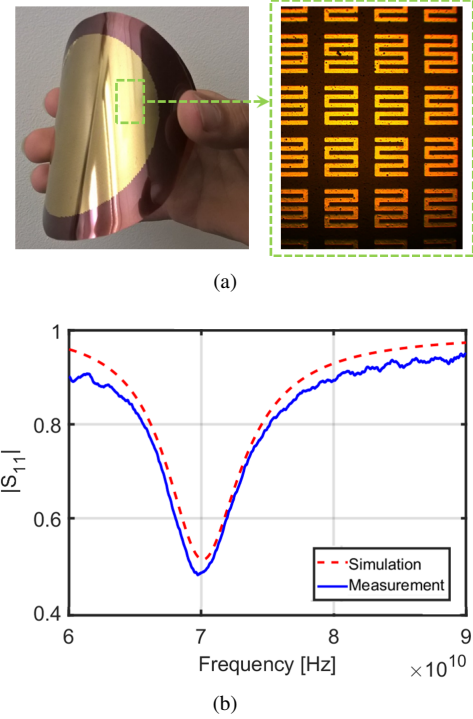 (a)
1
0.8
0.6
0.4
|S11|
Simulation
Measurement
6 7 8 9
Frequency [Hz]
×10^10
(b)